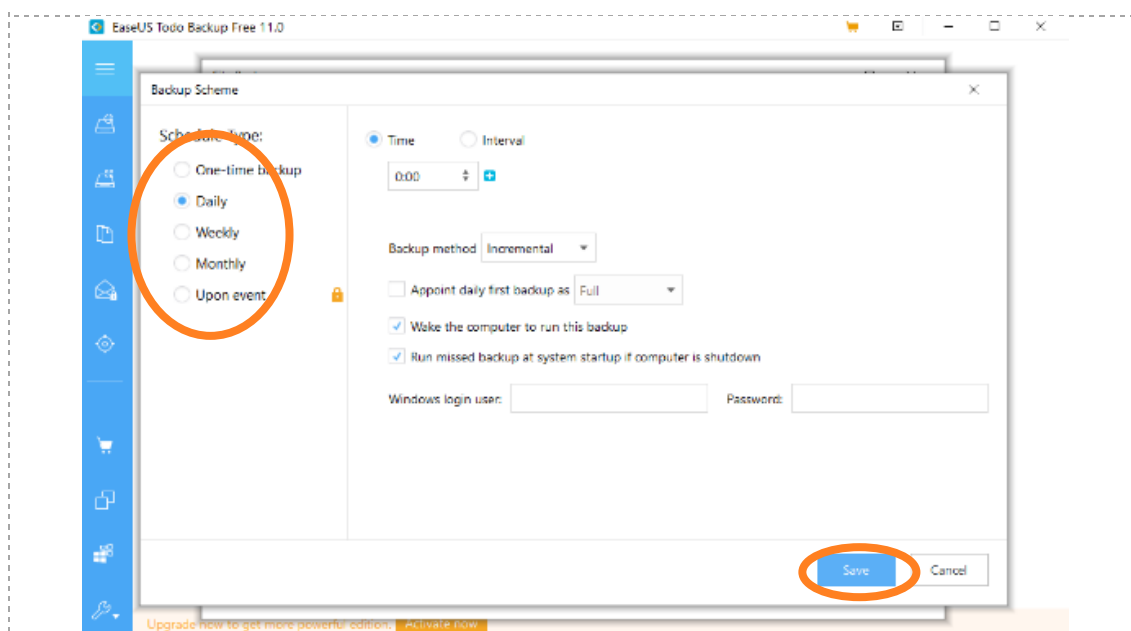 EaseUS Todo Backup Free 11.0
Backup Scheme
Schedule Type:
One-time backup
Daily
Weekly
Monthly
Upon event
Time Interval
0:00
Backup method Incremental
Appoint daily first backup as Full
Wake the computer to run this backup
Run missed backup at system startup if computer is shutdown
Windows login user: Password:
Save Cancel
Upgrade now to get more powerful edition. Activate now